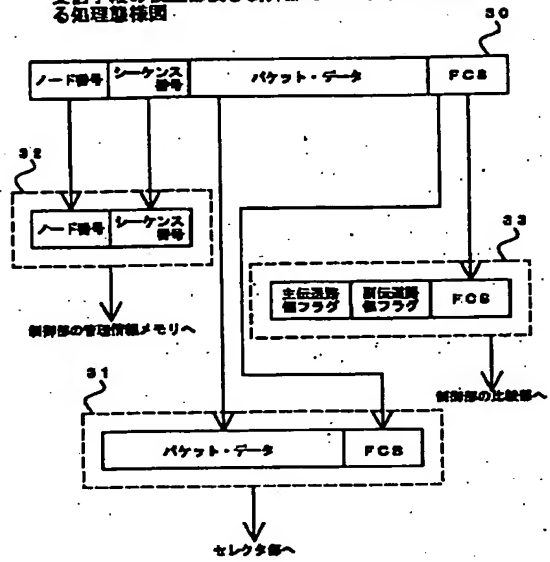 る処理態様図
30
ノード番号
シーケンス番号
パケット・データ
FCS
32
ノード番号
シーケンス番号
制御部の管理情報メモリへ
33
主伝送路側フラグ
副伝送路側フラグ
FCS
制御部の比較部へ
31
パケット・データ
FCS
セレクタ部へ